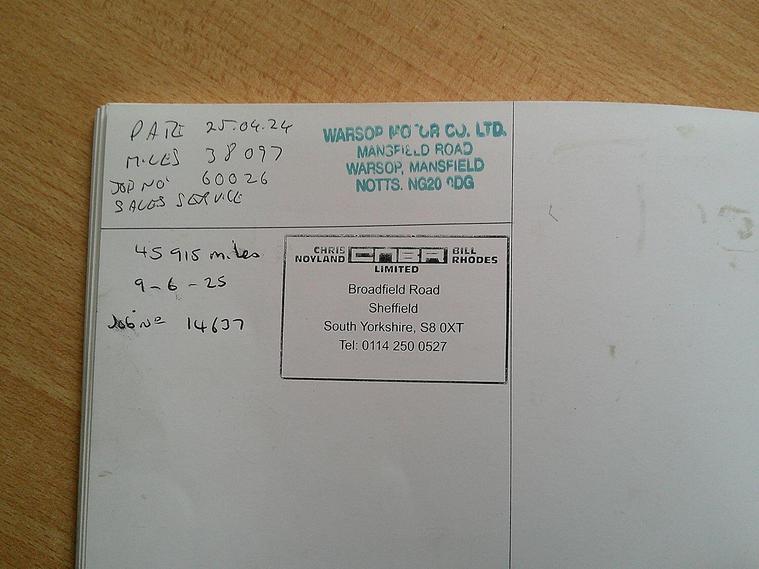 DATE 25.04.24
MILES 38097
JOB NO' 60026
SALES SERVICE
WARSOP MOTOR CO. LTD.
MANSFIELD ROAD
WARSOP, MANSFIELD
NOTTS. NG20 0DG
45 915 miles
9-6-25
Job No 14637
CHRIS NOYLAND
CNBR
BILL RHODES
LIMITED
Broadfield Road
Sheffield
South Yorkshire, S8 0XT
Tel: 0114 250 0527